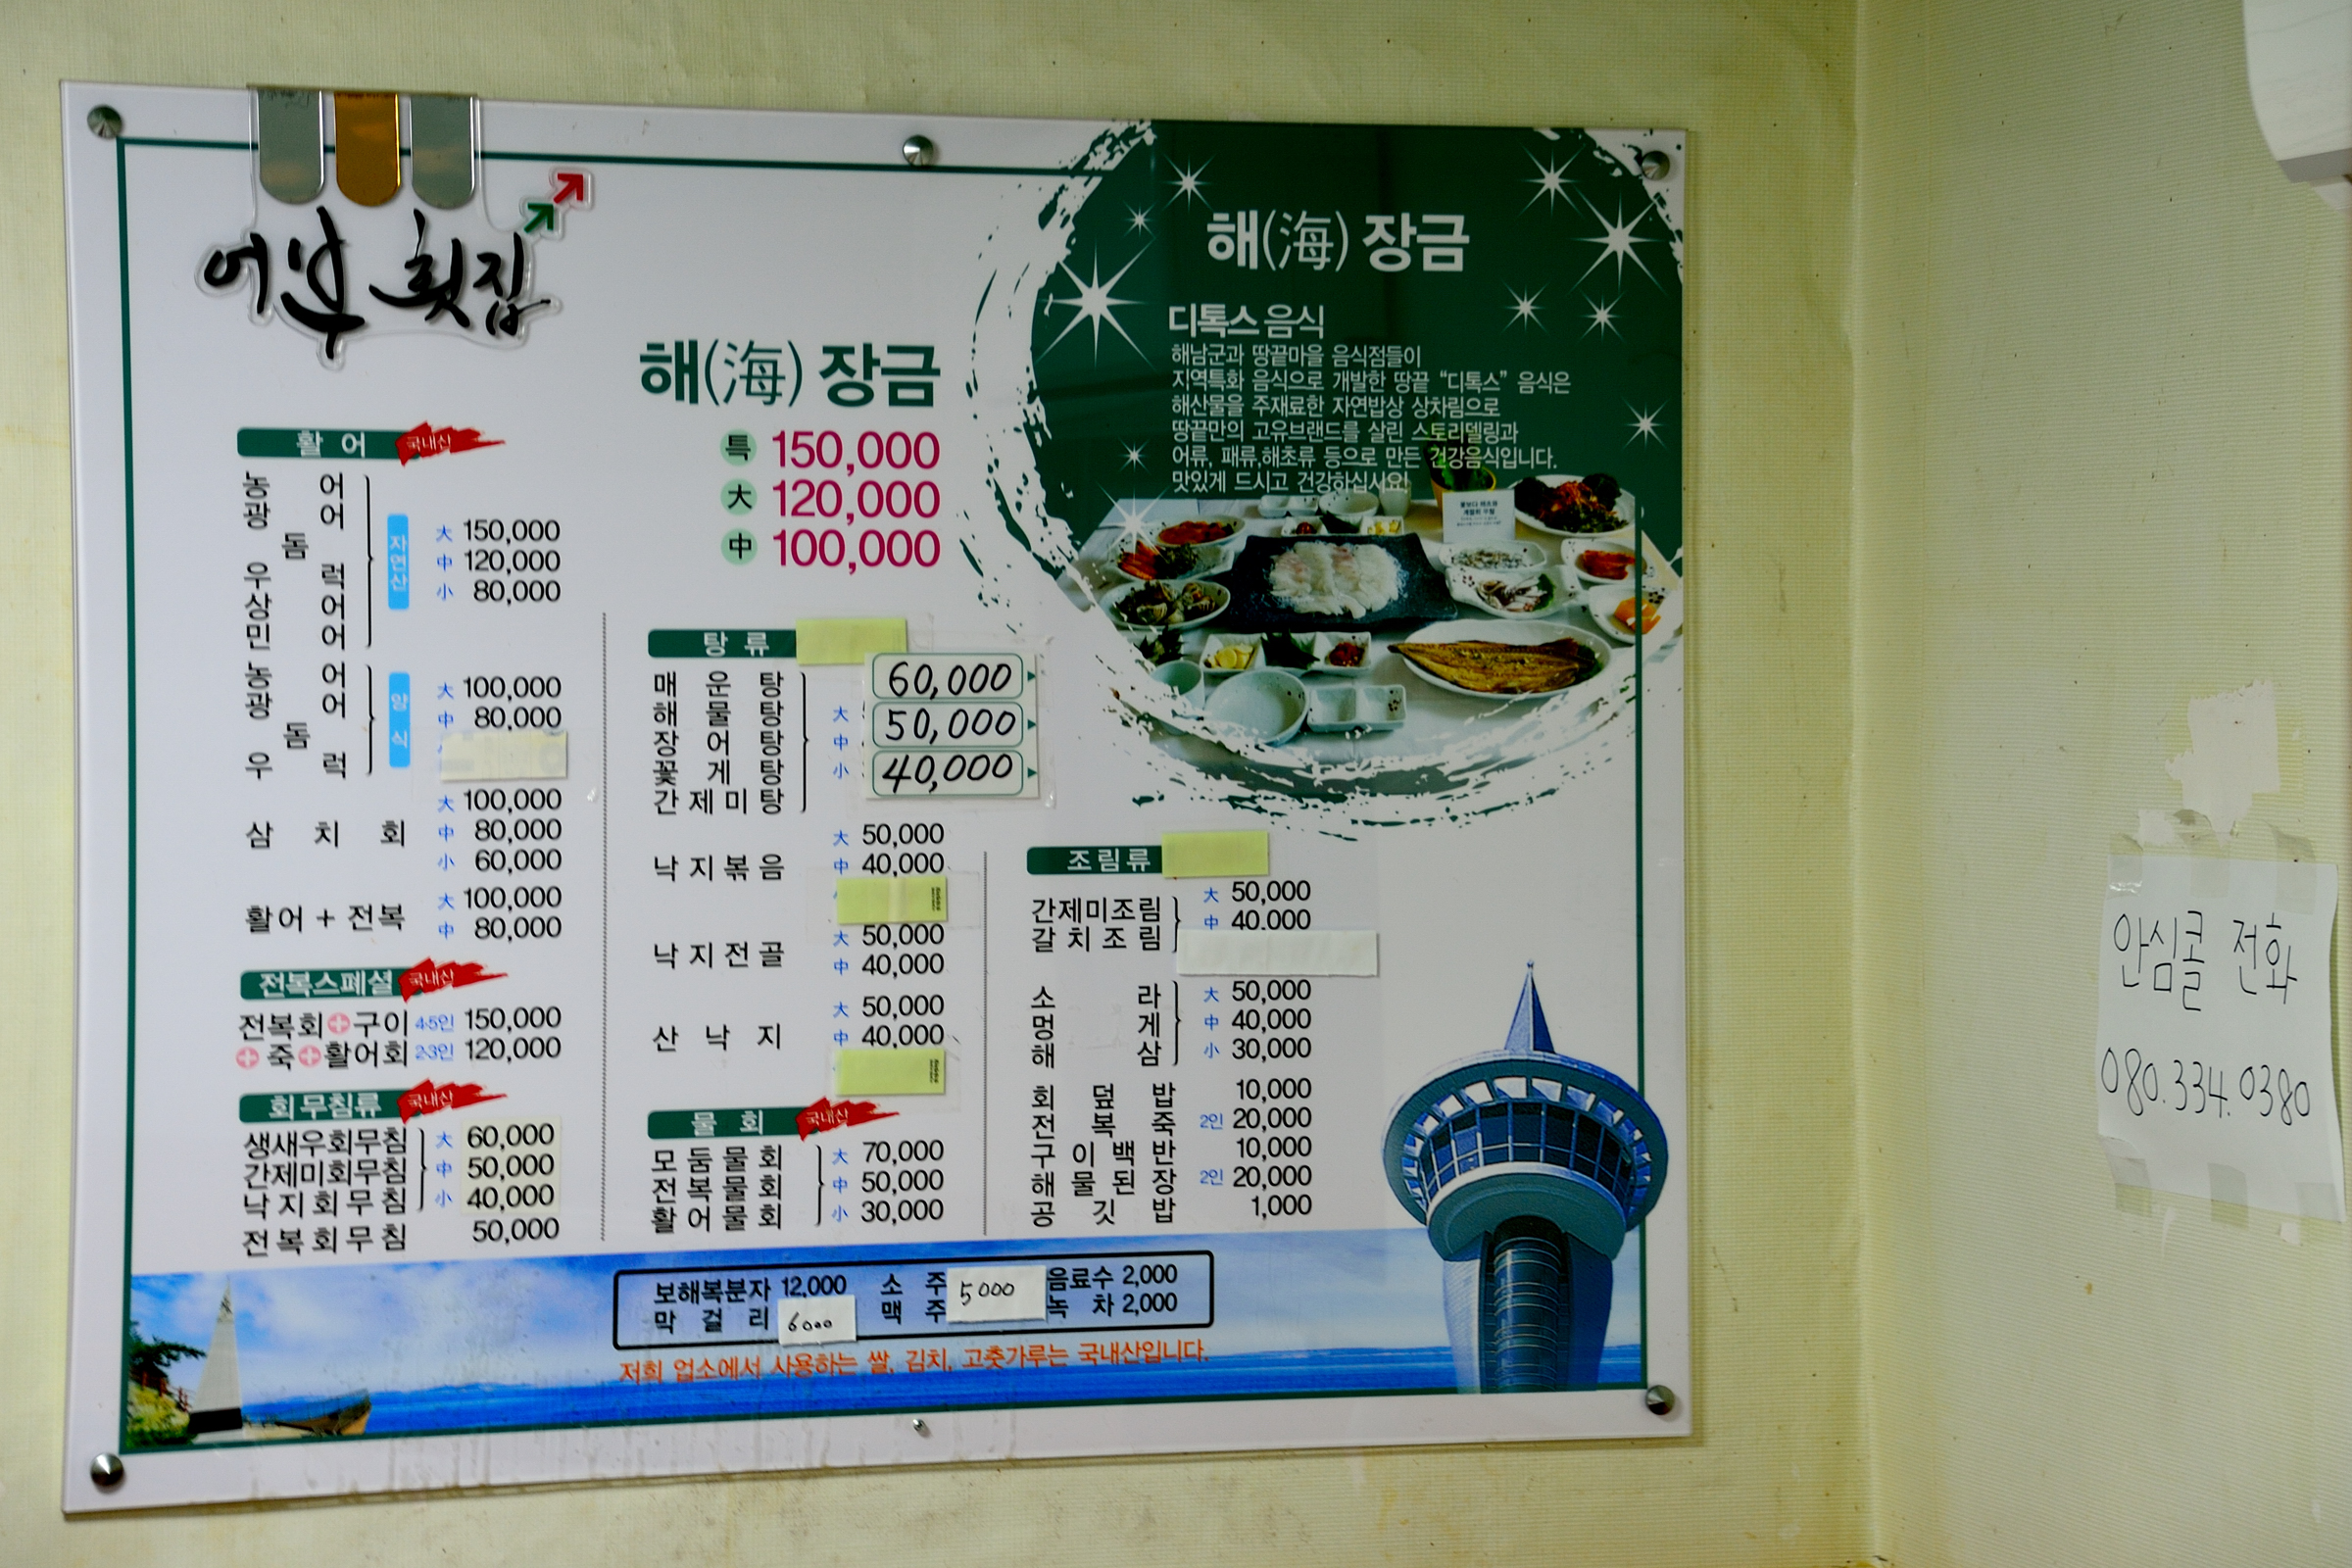 어부횟집
해(海) 장금
특 150,000
大 120,000
中 100,000
활어 국내산
농어
광어
돔
우럭
상어
민어
자연산
大 150,000
中 120,000
小 80,000
농어
광어
돔
우럭
양식
大 100,000
中 80,000
삼치회
大 100,000
中 80,000
小 60,000
활어 + 전복
大 100,000
中 80,000
전복스페셜 국내산
전복회+구이 4-5인 150,000
+죽+활어회 2-3인 120,000
회무침류 국내산
생새우회무침 大 60,000
간제미회무침 中 50,000
낙지회무침 小 40,000
전복회무침 50,000
탕류
매운탕
해물탕
장어탕
꽃게탕
간제미탕
60,000
大 50,000
中
小 40,000
낙지볶음
大 50,000
中 40,000
낙지전골
大 50,000
中 40,000
산낙지
大 50,000
中 40,000
물회 국내산
모둠물회 大 70,000
전복물회 中 50,000
활어물회 小 30,000
해(海) 장금
디톡스 음식
해남군과 땅끝마을 음식점들이
지역특화 음식으로 개발한 땅끝 “디톡스” 음식은
해산물을 주재료한 자연밥상 상차림으로
땅끝만의 고유브랜드를 살린 스토리델링과
어류, 패류,해초류 등으로 만든 건강음식입니다.
맛있게 드시고 건강하십시요!
조림류
간제미조림 大 50,000
갈치조림 中 40,000
소라 大 50,000
멍게 中 40,000
해삼 小 30,000
회덮밥 10,000
전복죽 2인 20,000
구이백반 10,000
해물된장 2인 20,000
공깃밥 1,000
보해복분자 12,000 소주 5000 음료수 2,000
막걸리 6000 맥주 녹차 2,000
저희 업소에서 사용하는 쌀, 김치, 고춧가루는 국내산입니다.
안심콜 전화
080.334.0380